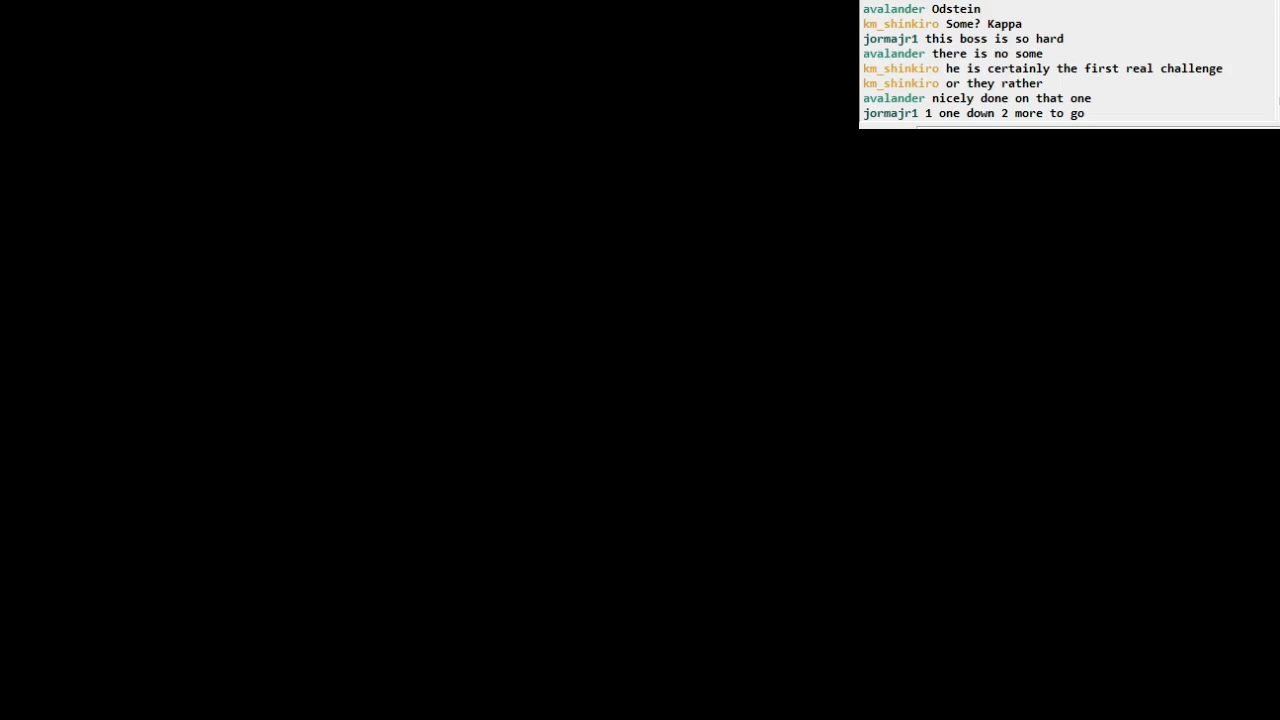 avalander Odstein
km_shinkiro Some? Kappa
jormajr1 this boss is so hard
avalander there is no some
km_shinkiro he is certainly the first real challenge
km_shinkiro or they rather
avalander nicely done on that one
jormajr1 1 one down 2 more to go